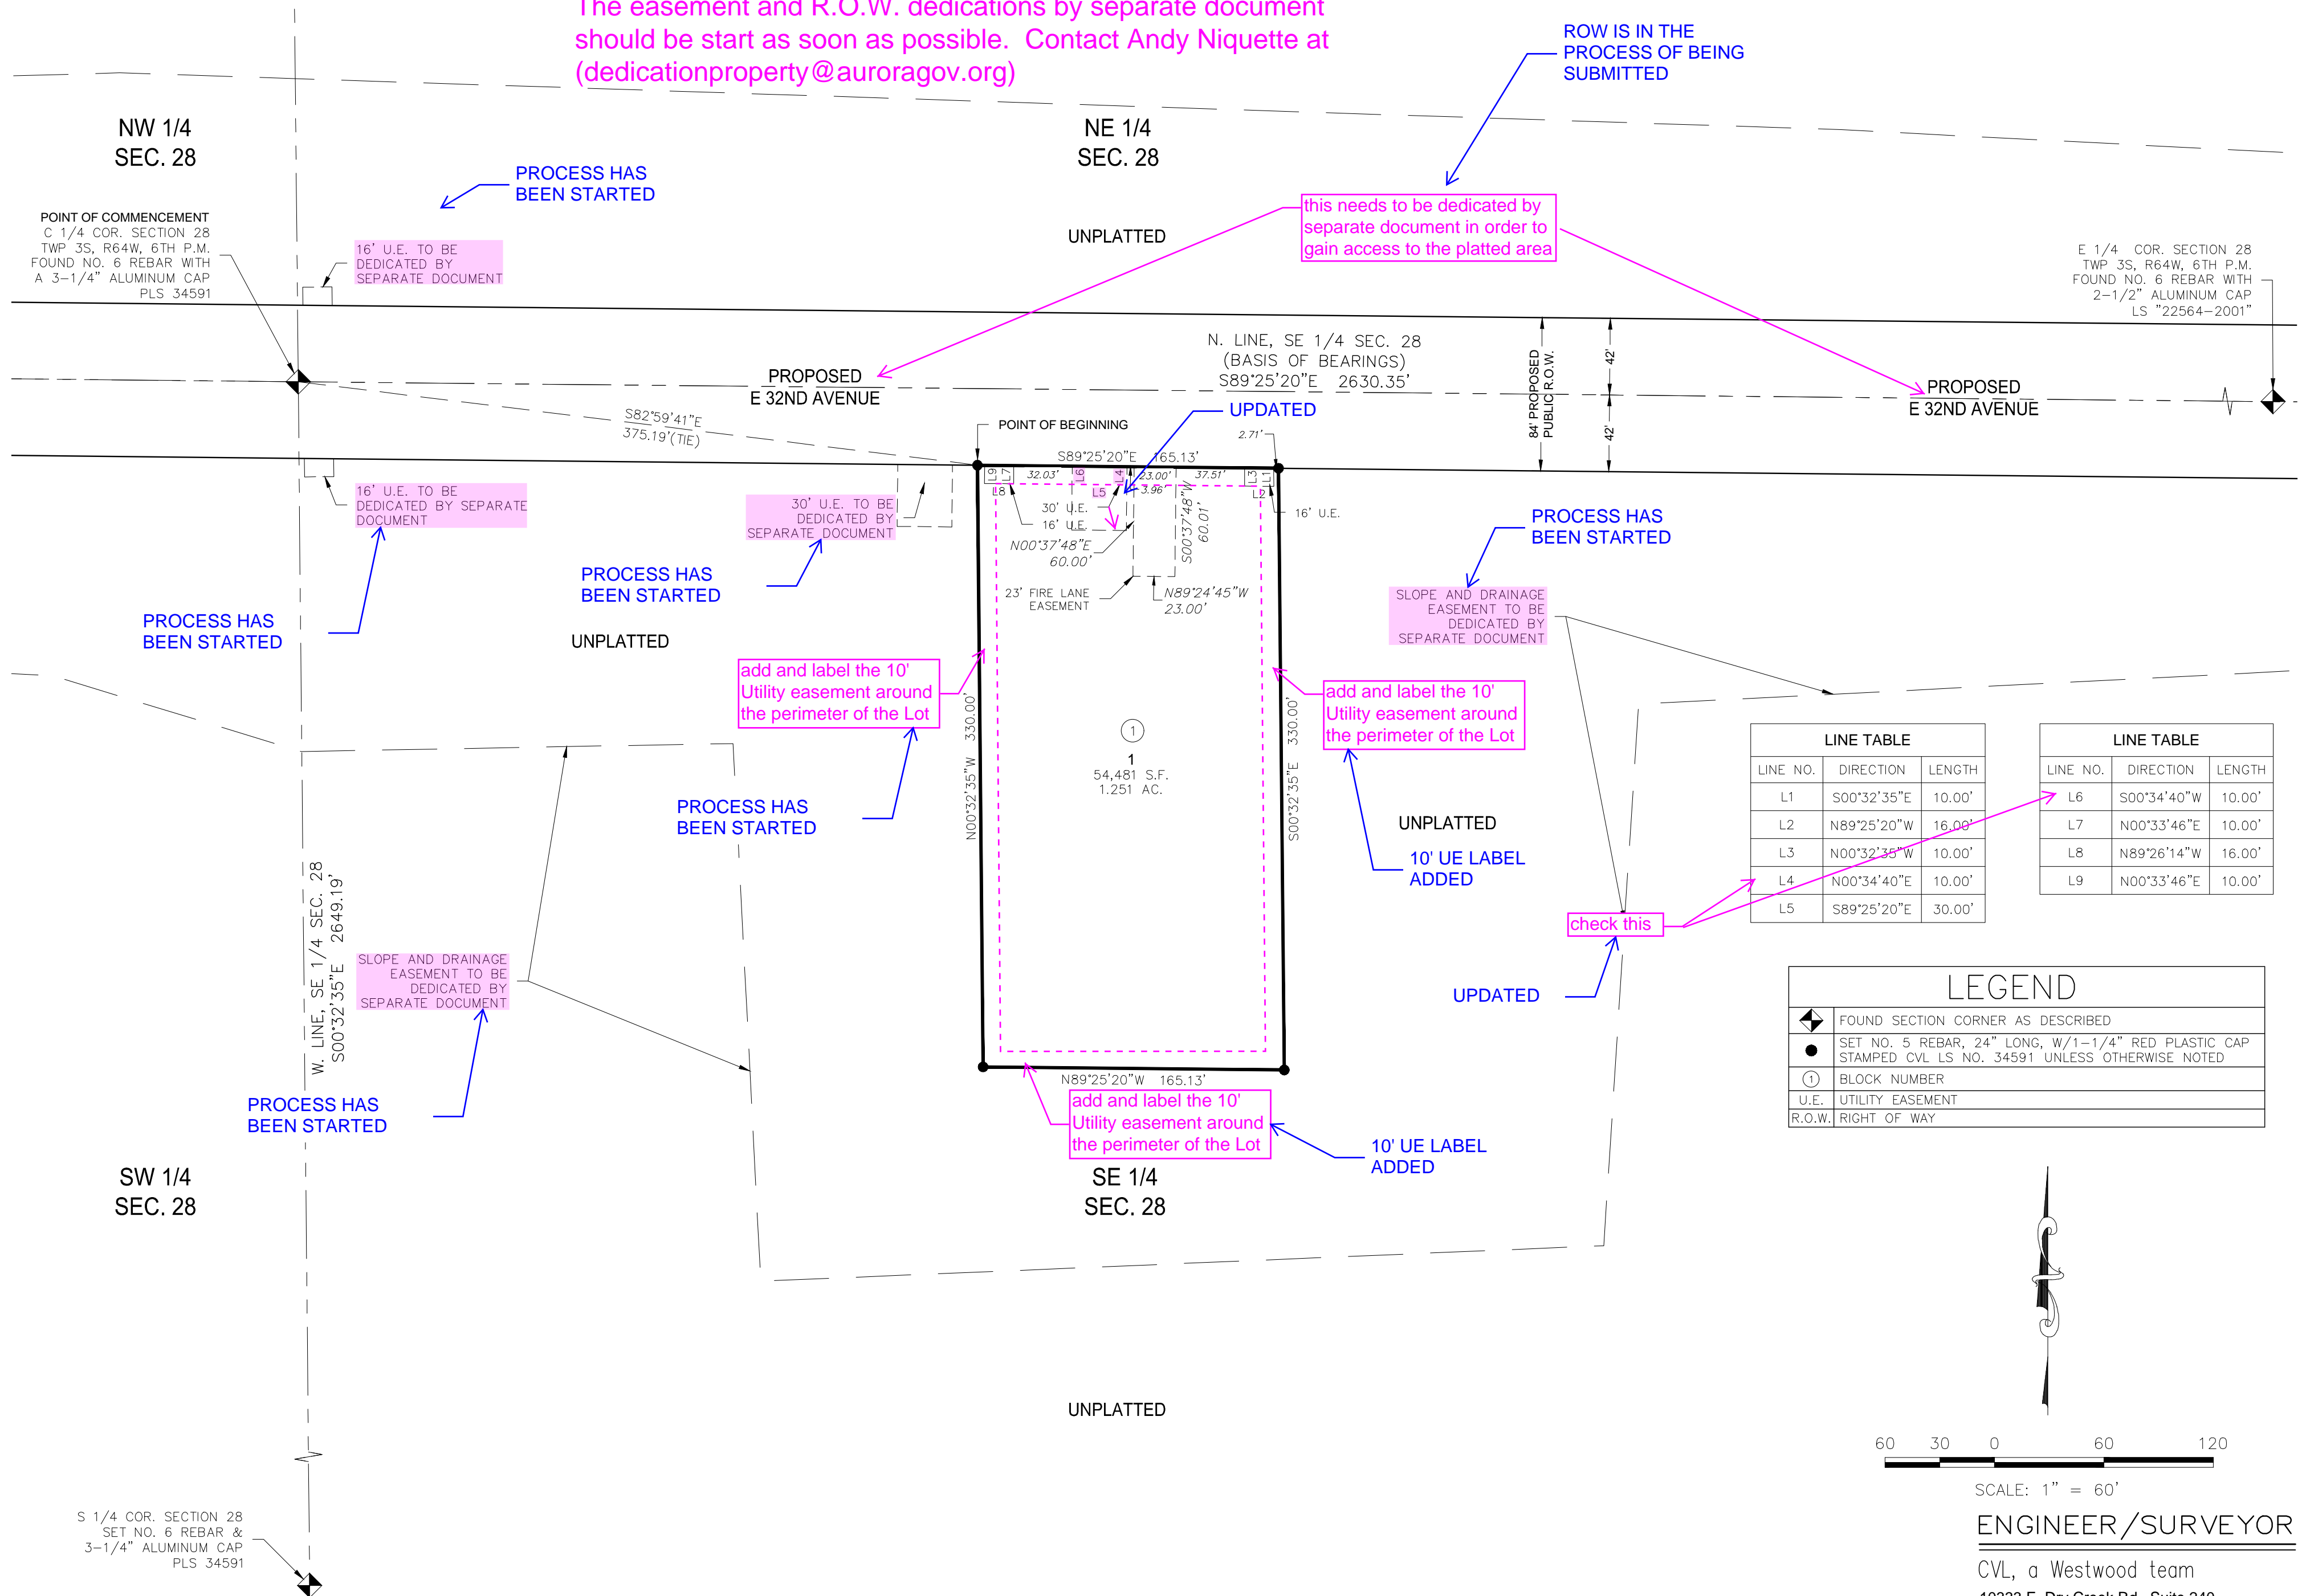 The easement and R.O.W. dedications by separate document
should be start as soon as possible.  Contact Andy Niquette at
(dedicationproperty@auroragov.org)
ROW IS IN THE
PROCESS OF BEING
SUBMITTED
NW 1/4
SEC. 28
NE 1/4
SEC. 28
PROCESS HAS
BEEN STARTED
POINT OF COMMENCEMENT
C 1/4 COR. SECTION 28
TWP 3S, R64W, 6TH P.M.
FOUND NO. 6 REBAR WITH
A 3-1/4" ALUMINUM CAP
PLS 34591
16' U.E. TO BE
DEDICATED BY
SEPARATE DOCUMENT
UNPLATTED
this needs to be dedicated by
separate document in order to
gain access to the platted area
E 1/4 COR. SECTION 28
TWP 3S, R64W, 6TH P.M.
FOUND NO. 6 REBAR WITH
2-1/2" ALUMINUM CAP
LS "22564-2001"
N. LINE, SE 1/4 SEC. 28
(BASIS OF BEARINGS)
S89°25'20"E 2630.35'
84' PROPOSED
PUBLIC R.O.W.
42'
42'
PROPOSED
E 32ND AVENUE
PROPOSED
E 32ND AVENUE
S82°59'41"E
375.19'(TIE)
UPDATED
POINT OF BEGINNING
2.71'
S89°25'20"E 165.13'
L9
L7
32.03'
L6
L4
23.00'
37.51'
L3
L1
L8
L5
3.96'
L2
30' U.E.
16' U.E.
16' U.E.
N00°37'48"E
60.00'
S00°37'48"W
60.01'
23' FIRE LANE
EASEMENT
N89°24'45"W
23.00'
16' U.E. TO BE
DEDICATED BY SEPARATE
DOCUMENT
30' U.E. TO BE
DEDICATED BY
SEPARATE DOCUMENT
PROCESS HAS
BEEN STARTED
PROCESS HAS
BEEN STARTED
PROCESS HAS
BEEN STARTED
SLOPE AND DRAINAGE
EASEMENT TO BE
DEDICATED BY
SEPARATE DOCUMENT
UNPLATTED
add and label the 10'
Utility easement around
the perimeter of the Lot
add and label the 10'
Utility easement around
the perimeter of the Lot
N00°32'35"W 330.00'
1
1
54,481 S.F.
1.251 AC.
S00°32'35"E 330.00'
PROCESS HAS
BEEN STARTED
UNPLATTED
10' UE LABEL
ADDED
LINE TABLE
LINE NO. DIRECTION LENGTH
L1 S00°32'35"E 10.00'
L2 N89°25'20"W 16.00'
L3 N00°32'35"W 10.00'
L4 N00°34'40"E 10.00'
L5 S89°25'20"E 30.00'
LINE TABLE
LINE NO. DIRECTION LENGTH
L6 S00°34'40"W 10.00'
L7 N00°33'46"E 10.00'
L8 N89°26'14"W 16.00'
L9 N00°33'46"E 10.00'
check this
UPDATED
W. LINE, SE 1/4 SEC. 28
S00°32'35"E 2649.19'
SLOPE AND DRAINAGE
EASEMENT TO BE
DEDICATED BY
SEPARATE DOCUMENT
PROCESS HAS
BEEN STARTED
LEGEND
FOUND SECTION CORNER AS DESCRIBED
SET NO. 5 REBAR, 24" LONG, W/1-1/4" RED PLASTIC CAP
STAMPED CVL LS NO. 34591 UNLESS OTHERWISE NOTED
1 BLOCK NUMBER
U.E. UTILITY EASEMENT
R.O.W. RIGHT OF WAY
N89°25'20"W 165.13'
add and label the 10'
Utility easement around
the perimeter of the Lot
10' UE LABEL
ADDED
SW 1/4
SEC. 28
SE 1/4
SEC. 28
UNPLATTED
60 30 0 60 120
SCALE: 1" = 60'
S 1/4 COR. SECTION 28
SET NO. 6 REBAR &
3-1/4" ALUMINUM CAP
PLS 34591
ENGINEER/SURVEYOR
CVL, a Westwood team
10333 E. Dry Creek Rd., Suite 240